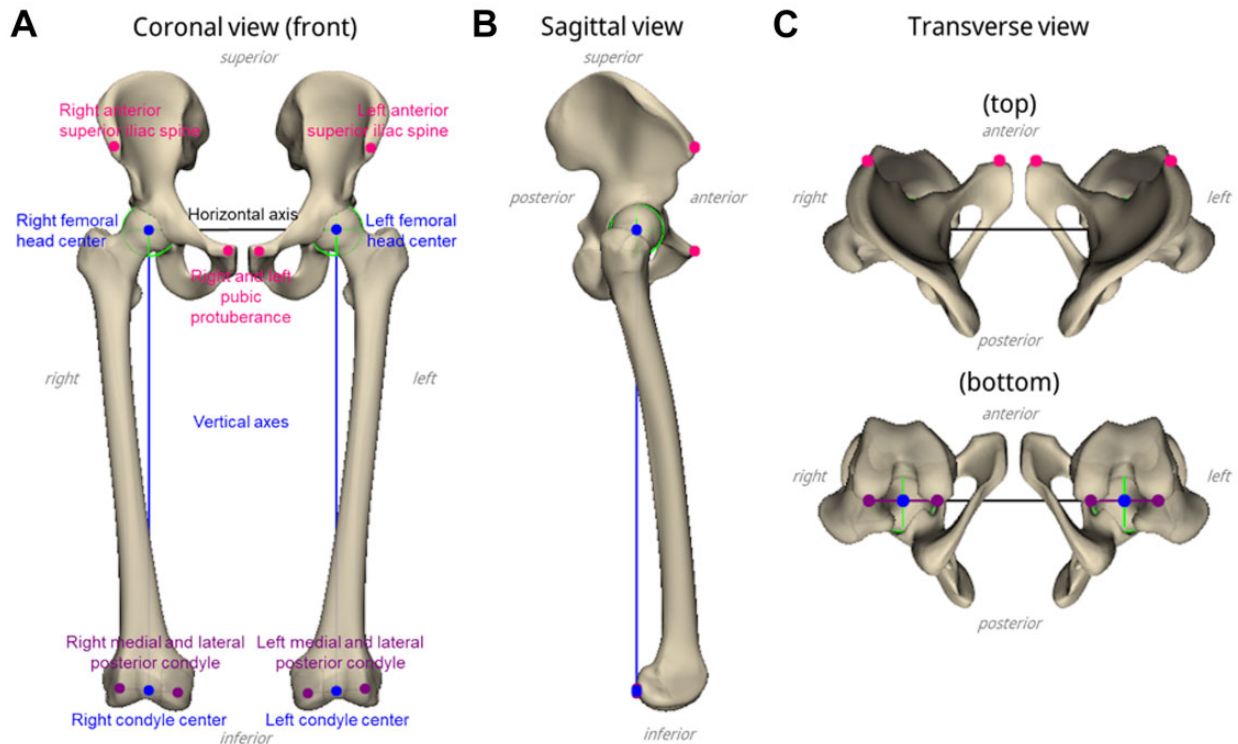 A
Coronal view (front)
superior
Right anterior
superior iliac spine
Left anterior
superior iliac spine
Right femoral
head center
Horizontal axis
Left femoral
head center
Right and left
pubic
protuberance
right
left
Vertical axes
Right medial and lateral
posterior condyle
Left medial and lateral
posterior condyle
Right condyle center
Left condyle center
inferior
B
Sagittal view
superior
posterior
anterior
inferior
C
Transverse view
(top)
anterior
right
left
posterior
(bottom)
anterior
right
left
posterior